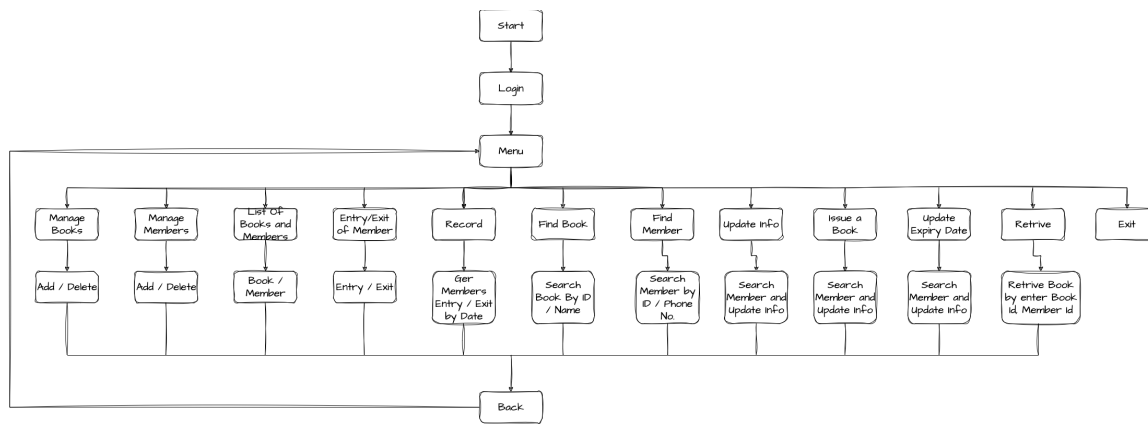 Start
Login
Menu
Manage
Books
Manage
Members
List Of
Books and
Members
Entry/Exit
of Member
Record
Find Book
Find
Member
Update Info
Issue a
Book
Update
Expiry Date
Retrive
Exit
Add / Delete
Add / Delete
Book /
Member
Entry / Exit
Ger
Members
Entry / Exit
by Date
Search
Book By ID
/ Name
Search
Member by
ID / Phone
No.
Search
Member and
Update Info
Search
Member and
Update Info
Search
Member and
Update Info
Retrive Book
by enter Book
Id, Member Id
Back